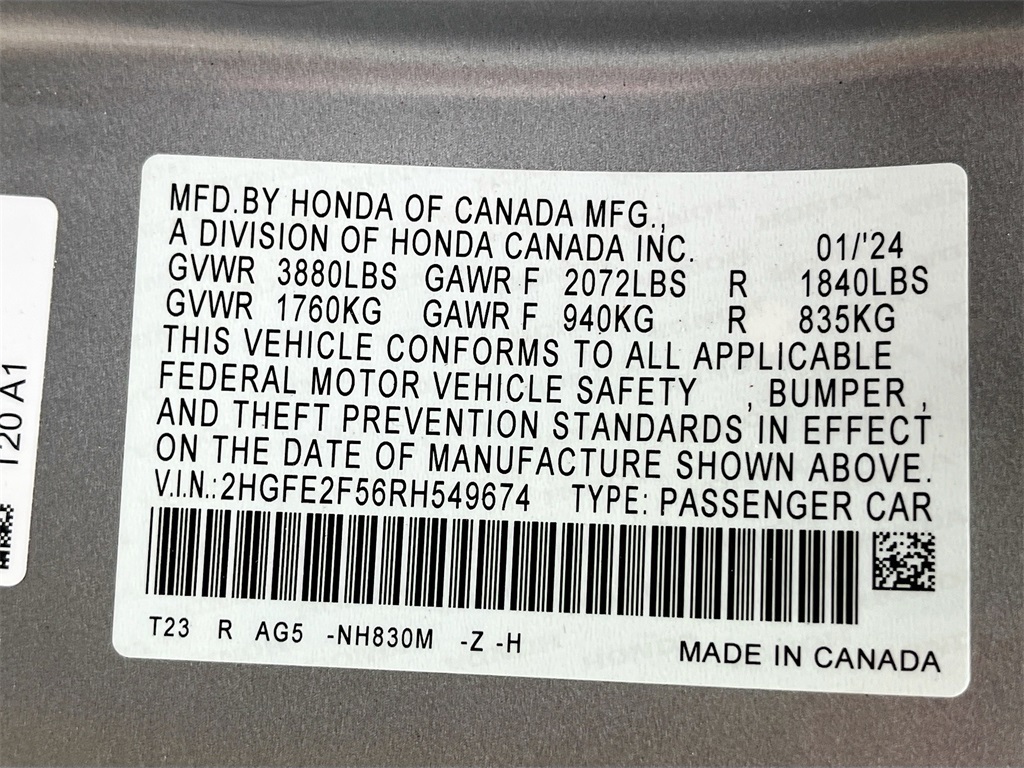 MFD.BY HONDA OF CANADA MFG.,
A DIVISION OF HONDA CANADA INC. 01/'24
GVWR 3880LBS GAWR F 2072LBS R 1840LBS
GVWR 1760KG GAWR F 940KG R 835KG
THIS VEHICLE CONFORMS TO ALL APPLICABLE
FEDERAL MOTOR VEHICLE SAFETY , BUMPER ,
AND THEFT PREVENTION STANDARDS IN EFFECT
ON THE DATE OF MANUFACTURE SHOWN ABOVE.
V.I.N.:2HGFE2F56RH549674 TYPE: PASSENGER CAR
T23 R AG5 -NH830M -Z -H
MADE IN CANADA
T20 A1